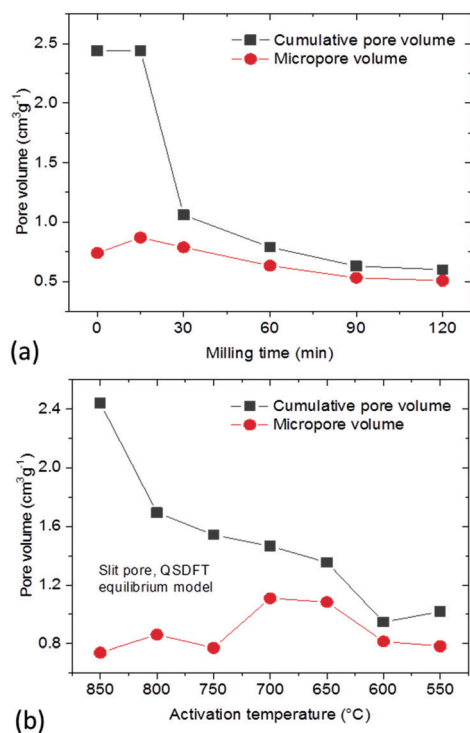 Cumulative pore volume
Micropore volume
2.5
2.0
1.5
1.0
0.5
Pore volume (cm³g⁻¹)
0 30 60 90 120
Milling time (min)
(a)
Cumulative pore volume
Micropore volume
2.4
2.0
1.6
1.2
0.8
Pore volume (cm³g⁻¹)
Slit pore, QSDFT
equilibrium model
850 800 750 700 650 600 550
Activation temperature (°C)
(b)